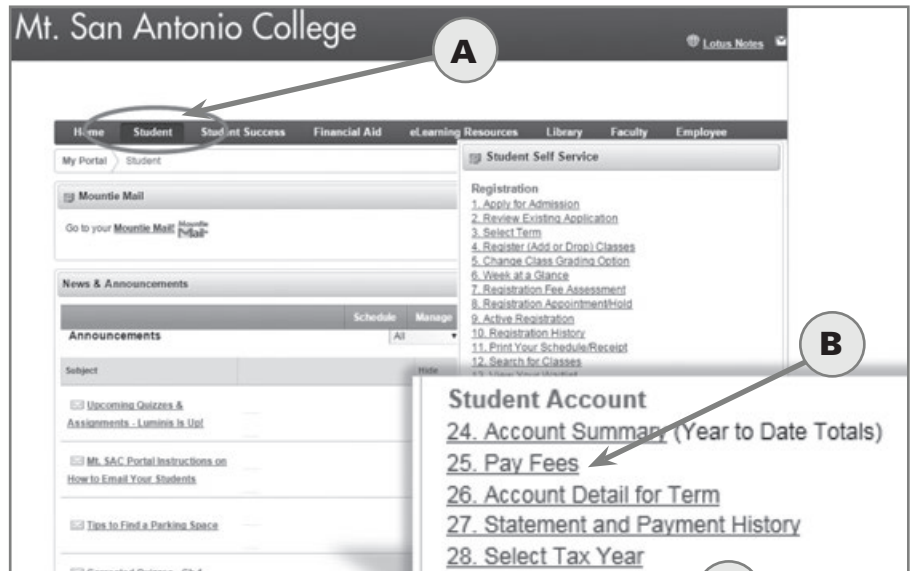 Mt. San Antonio College
Lotus Notes
A
Home Student Student Success Financial Aid eLearning Resources Library Faculty Employee
My Portal Student
Mountie Mail
Go to your Mountie Mail! Mountie Mail
News & Announcements
Schedule Manage
Announcements
All
Subject
Hide
Upcoming Quizzes &
Assignments - Luminis Is Up!
Mt. SAC Portal Instructions on
How to Email Your Students
Tips to Find a Parking Space
Student Self Service
Registration
1. Apply for Admission
2. Review Existing Application
3. Select Term
4. Register (Add or Drop) Classes
5. Change Class Grading Option
6. Week at a Glance
7. Registration Fee Assessment
8. Registration Appointment/Hold
9. Active Registration
10. Registration History
11. Print Your Schedule/Receipt
12. Search for Classes
B
Student Account
24. Account Summary (Year to Date Totals)
25. Pay Fees
26. Account Detail for Term
27. Statement and Payment History
28. Select Tax Year